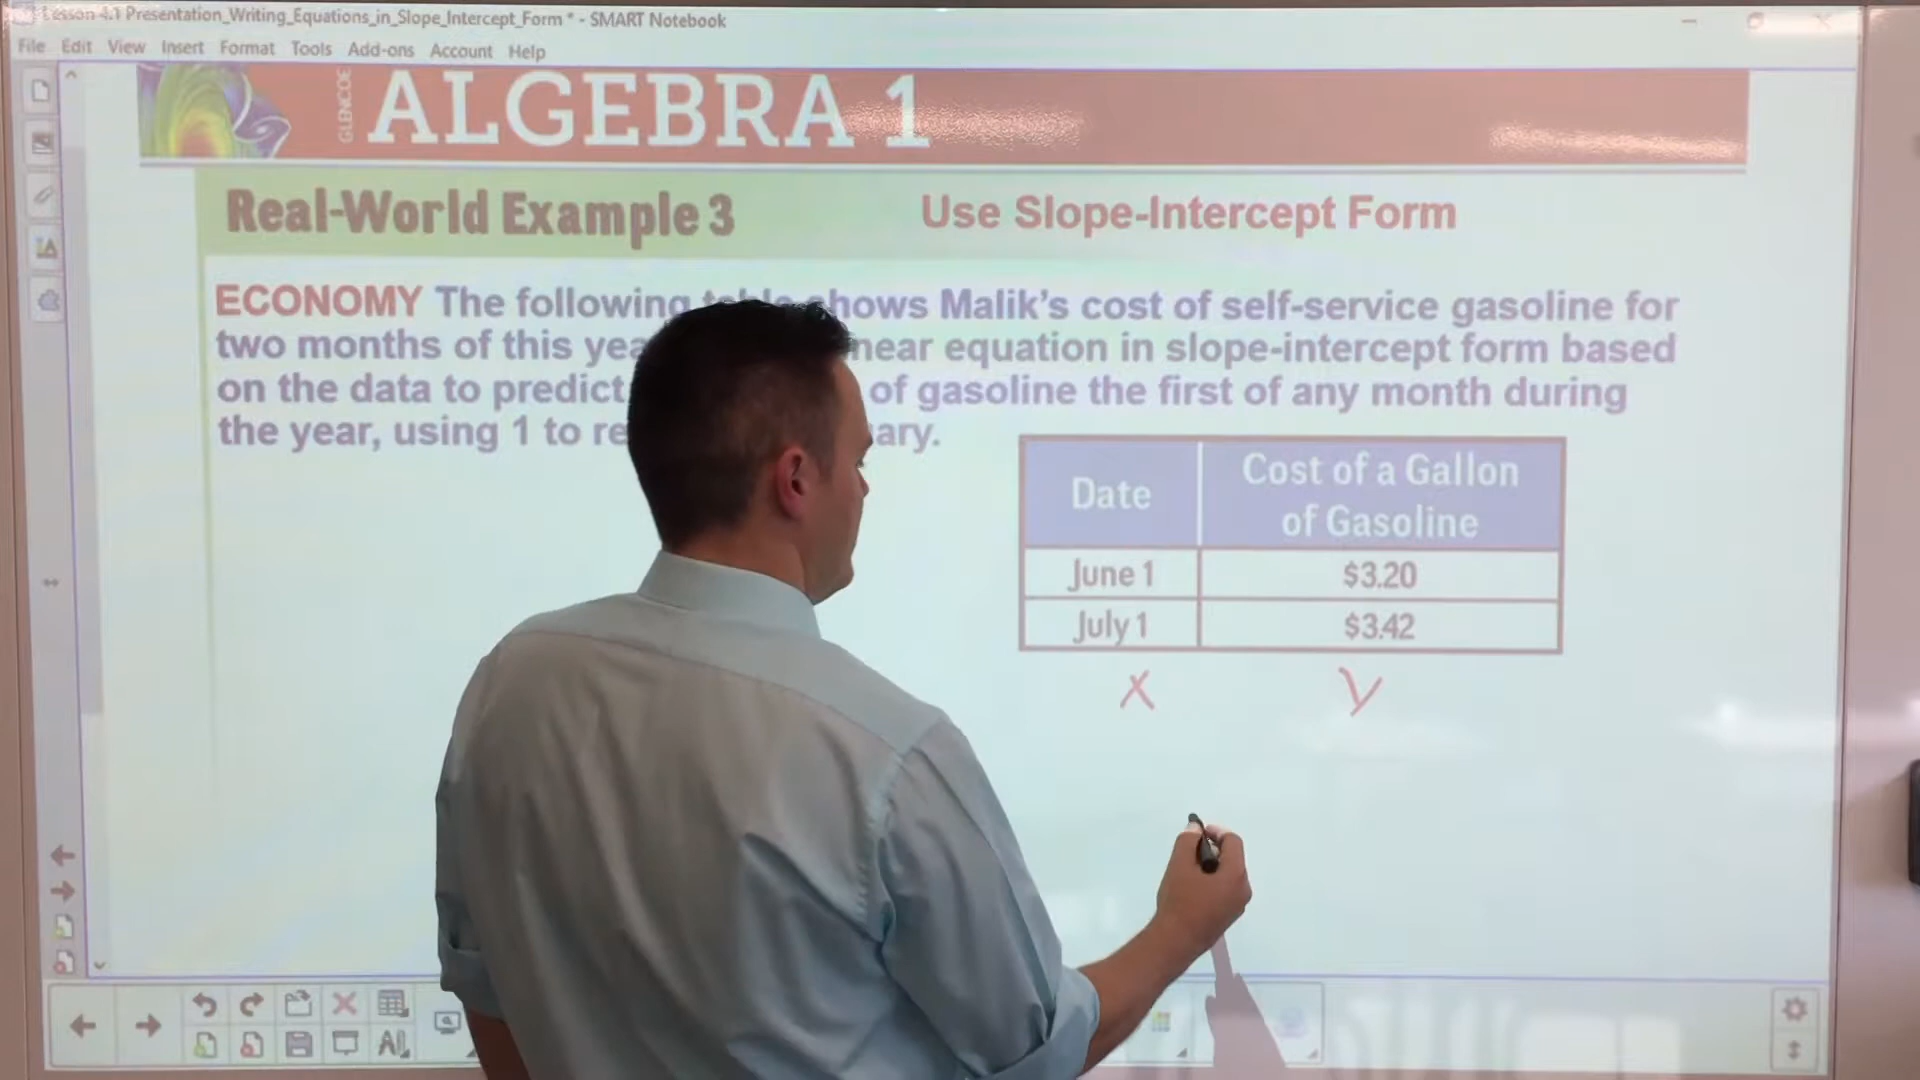 Lesson 4.1 Presentation_Writing_Equations_in_Slope_Intercept_Form * - SMART Notebook
File Edit View Insert Format Tools Add-ons Account Help
GLENCOE ALGEBRA 1
Real-World Example 3 Use Slope-Intercept Form
ECONOMY The following shows Malik's cost of self-service gasoline for
two months of this equation in slope-intercept form based
on the data to predict of gasoline the first of any month during
the year, using 1 to
Date
Cost of a Gallon
of Gasoline
June 1 $3.20
July 1 $3.42
X y